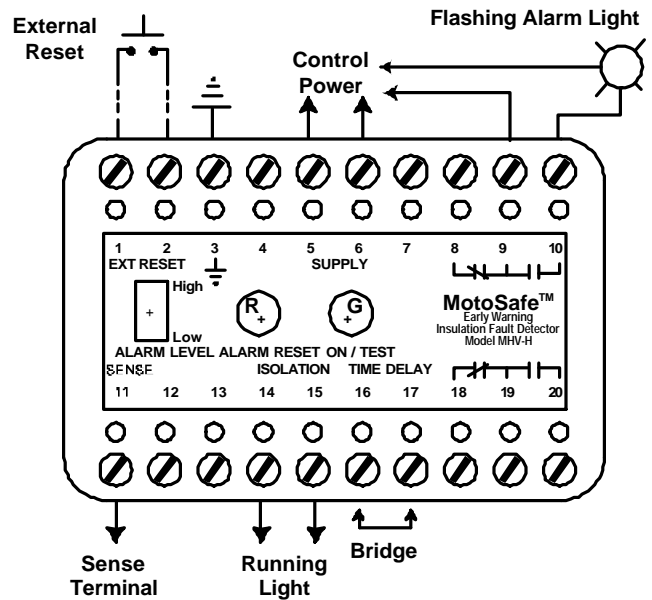 External
Reset
Flashing Alarm Light
Control
Power
1 2 3 4 5 6 7 8 9 10
EXT RESET SUPPLY
High
Low
R
G
MotoSafe™
Early Warning
Insulation Fault Detector
Model MHV-H
ALARM LEVEL ALARM RESET ON / TEST
SENSE ISOLATION TIME DELAY
11 12 13 14 15 16 17 18 19 20
Sense
Terminal
Running
Light
Bridge